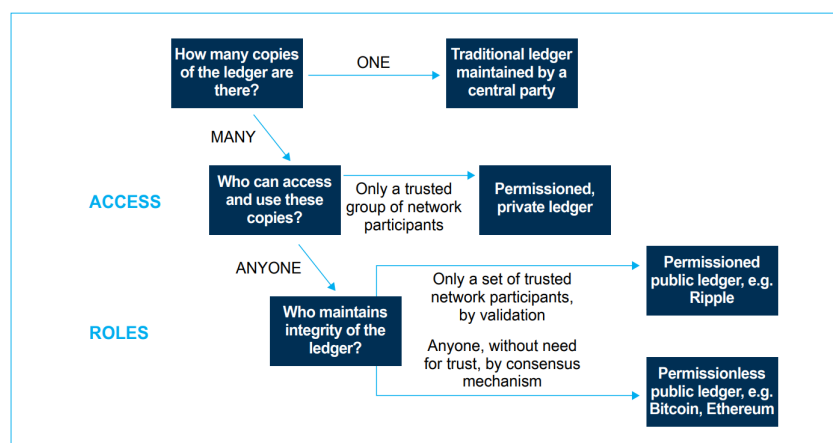 How many copies
of the ledger are
there?
ONE
Traditional ledger
maintained by a
central party
MANY
ACCESS
Who can access
and use these
copies?
Only a trusted
group of network
participants
Permissioned,
private ledger
ANYONE
ROLES
Who maintains
integrity of the
ledger?
Only a set of trusted
network participants,
by validation
Permissioned
public ledger, e.g.
Ripple
Anyone, without need
for trust, by consensus
mechanism
Permissionless
public ledger, e.g.
Bitcoin, Ethereum